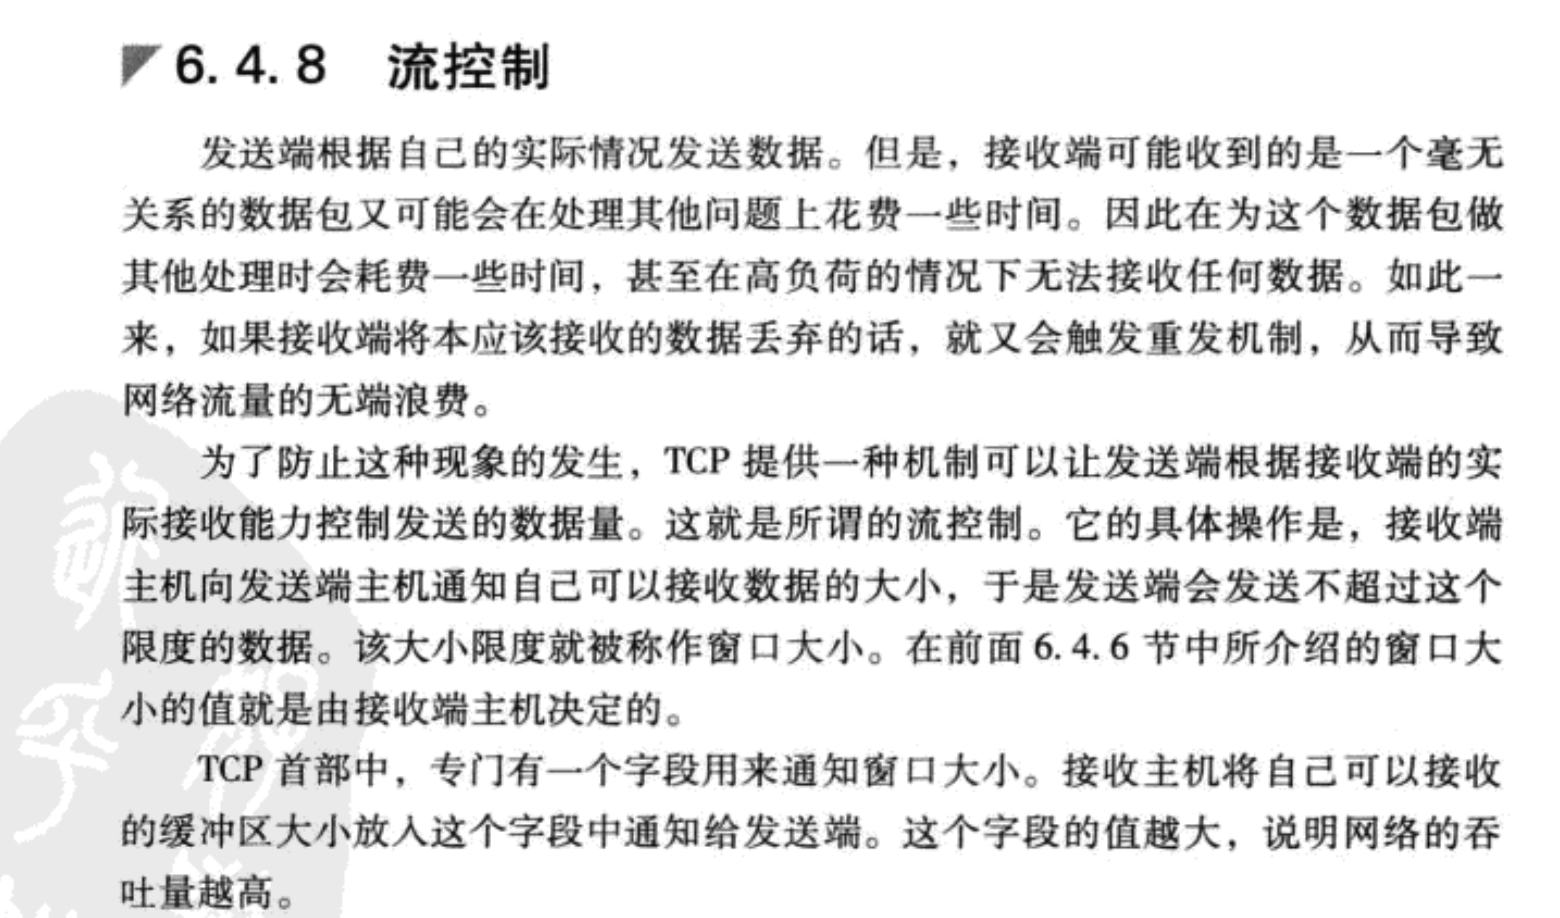 6.4.8 流控制
发送端根据自己的实际情况发送数据。但是，接收端可能收到的是一个毫无
关系的数据包又可能会在处理其他问题上花费一些时间。因此在为这个数据包做
其他处理时会耗费一些时间，甚至在高负荷的情况下无法接收任何数据。如此一
来，如果接收端将本应该接收的数据丢弃的话，就又会触发重发机制，从而导致
网络流量的无端浪费。
为了防止这种现象的发生，TCP 提供一种机制可以让发送端根据接收端的实
际接收能力控制发送的数据量。这就是所谓的流控制。它的具体操作是，接收端
主机向发送端主机通知自己可以接收数据的大小，于是发送端会发送不超过这个
限度的数据。该大小限度就被称作窗口大小。在前面 6.4.6 节中所介绍的窗口大
小的值就是由接收端主机决定的。
TCP 首部中，专门有一个字段用来通知窗口大小。接收主机将自己可以接收
的缓冲区大小放入这个字段中通知给发送端。这个字段的值越大，说明网络的吞
吐量越高。